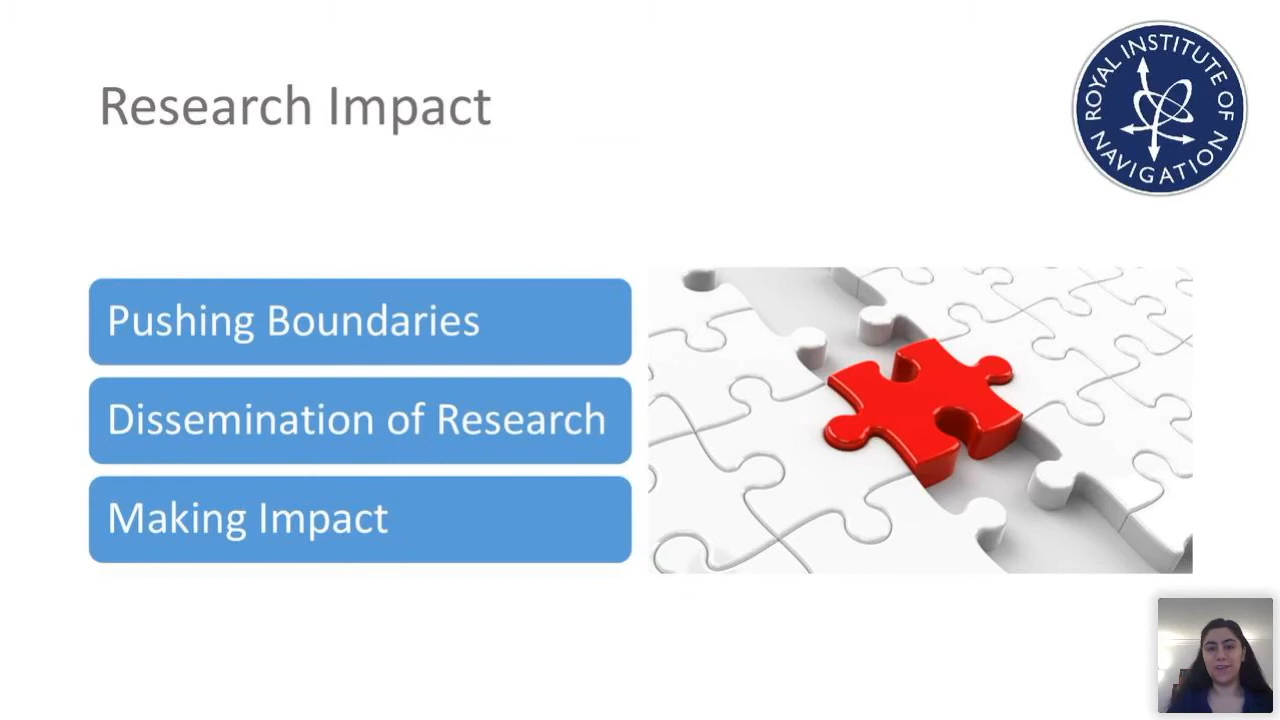 Research Impact
ROYAL INSTITUTE OF NAVIGATION
Pushing Boundaries
Dissemination of Research
Making Impact